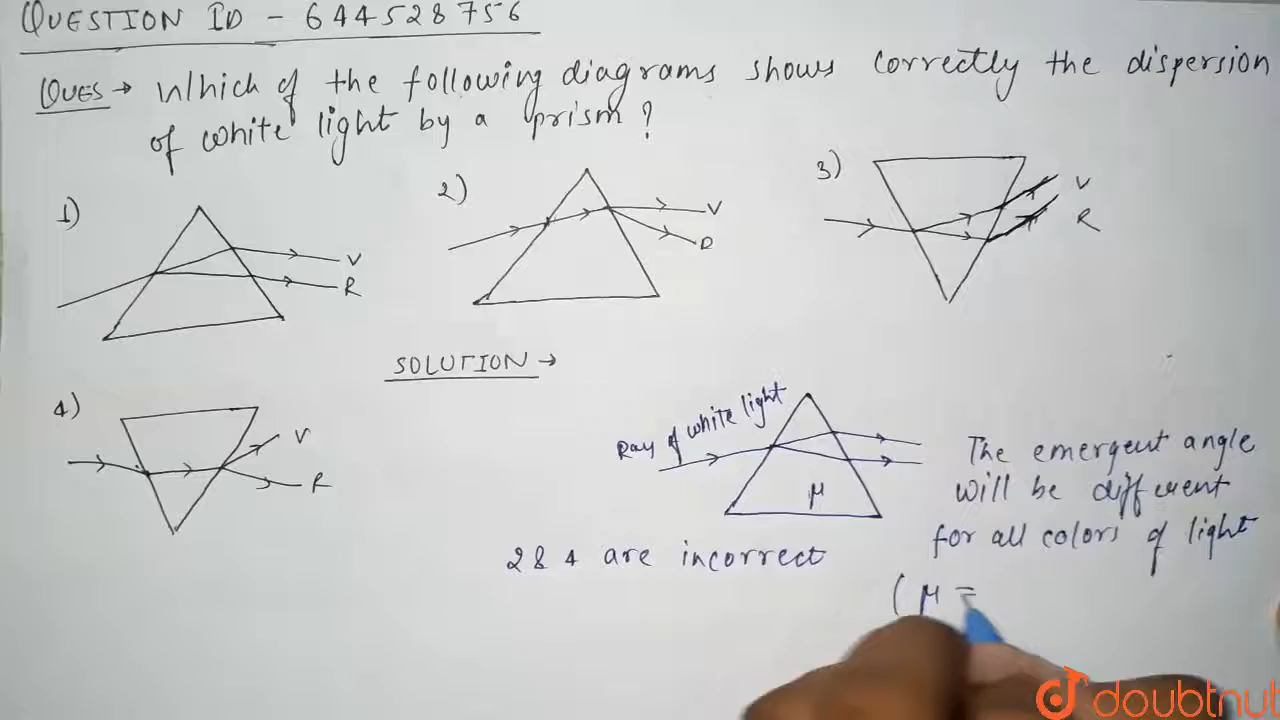 QUESTION ID - 644528756
QUES → Which of the following diagrams shows correctly the dispersion
of white light by a prism?
1)
V
R
2)
V
R
3)
V
R
SOLUTION →
4)
V
R
Ray of white light
μ
The emergent angle
will be different
for all colors of light
2 & 4 are incorrect
( μ =
doubtnut